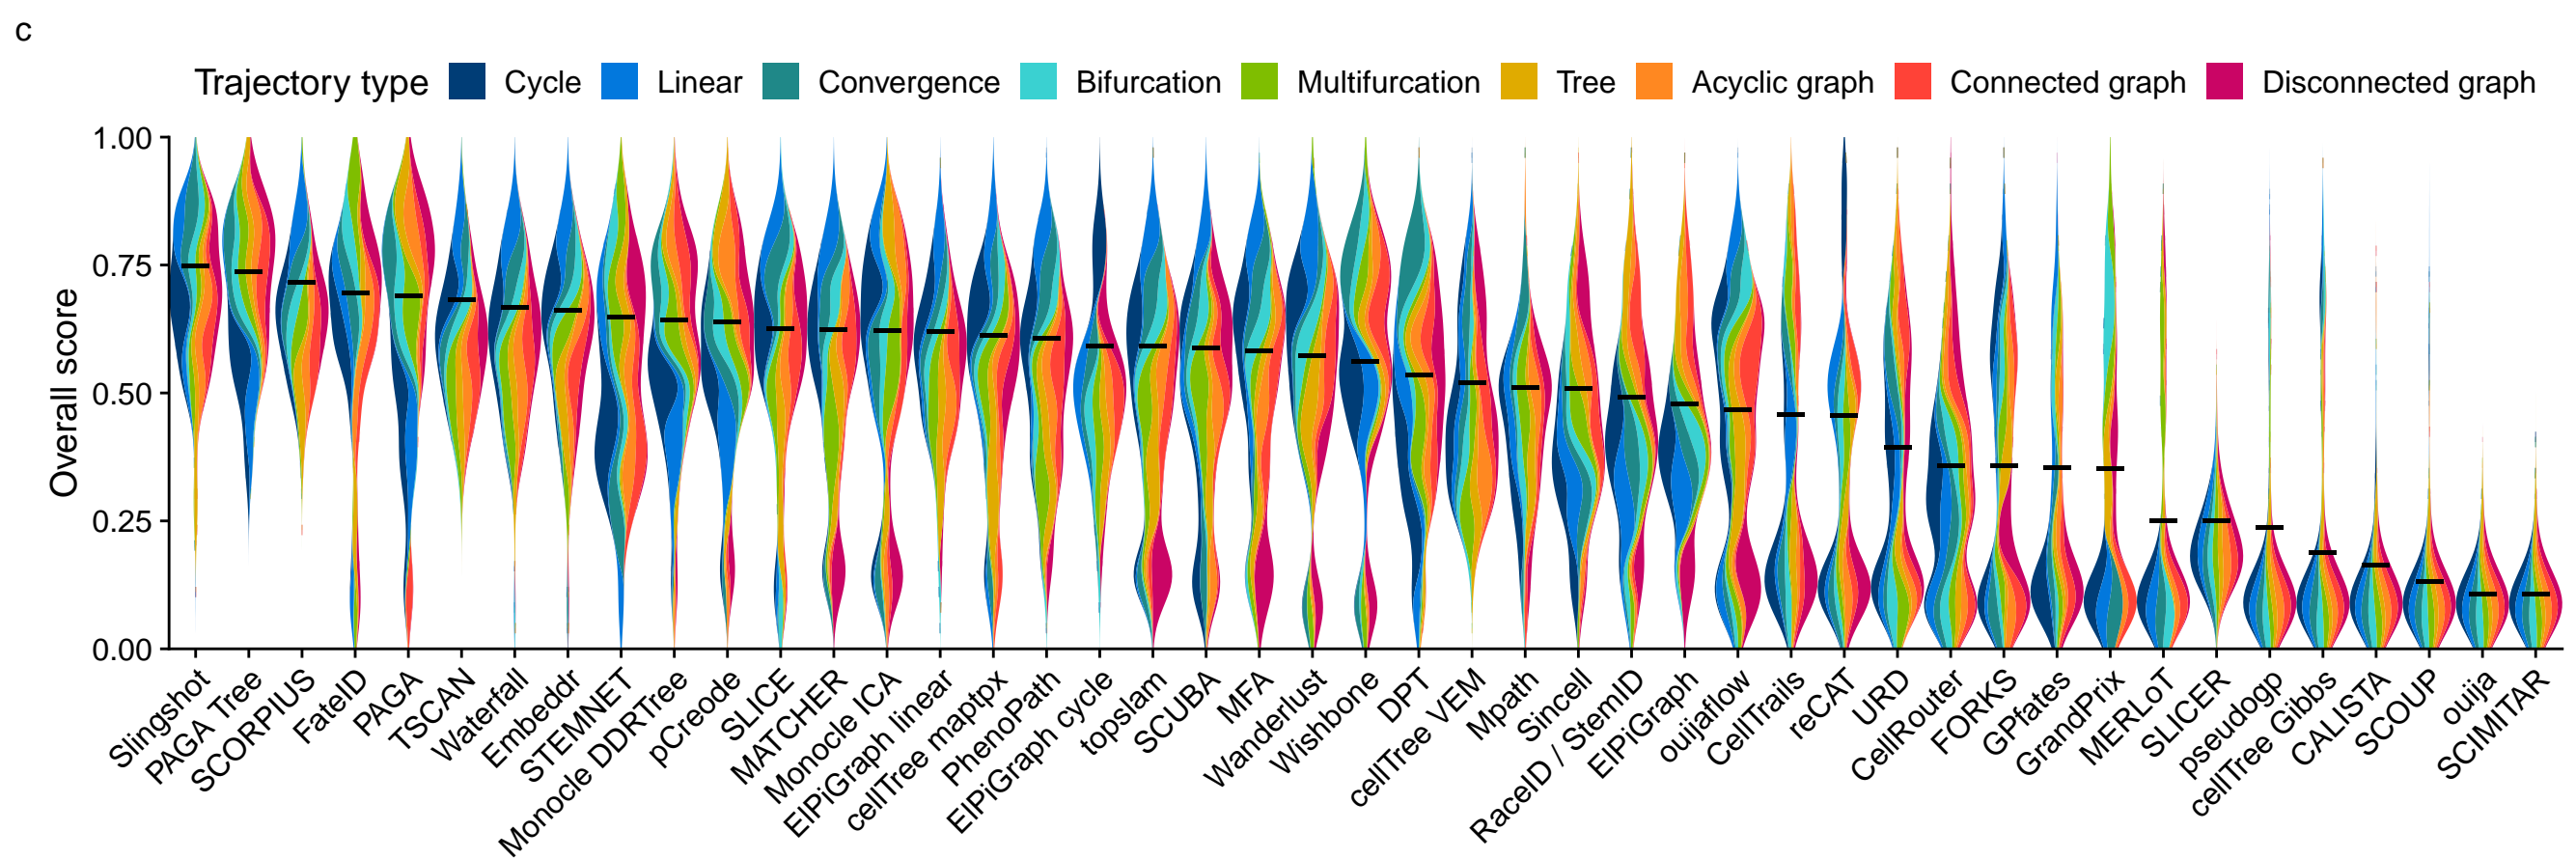 c
Trajectory type Cycle Linear Convergence Bifurcation Multifurcation Tree Acyclic graph Connected graph Disconnected graph
Overall score
1.00
0.75
0.50
0.25
0.00
Slingshot
PAGA Tree
SCORPIUS
FateID
PAGA
TSCAN
Waterfall
Embeddr
STEMNET
Monocle DDRTree
pCreode
SLICE
MATCHER
Monocle ICA
ElPiGraph linear
cellTree maptpx
PhenoPath
ElPiGraph cycle
topslam
SCUBA
MFA
Wanderlust
Wishbone
DPT
cellTree VEM
Mpath
Sincell
RaceID / StemID
ElPiGraph
ouijaflow
CellTrails
reCAT
URD
CellRouter
FORKS
GPfates
GrandPrix
MERLoT
SLICER
pseudogp
cellTree Gibbs
CALISTA
SCOUP
ouija
SCIMITAR